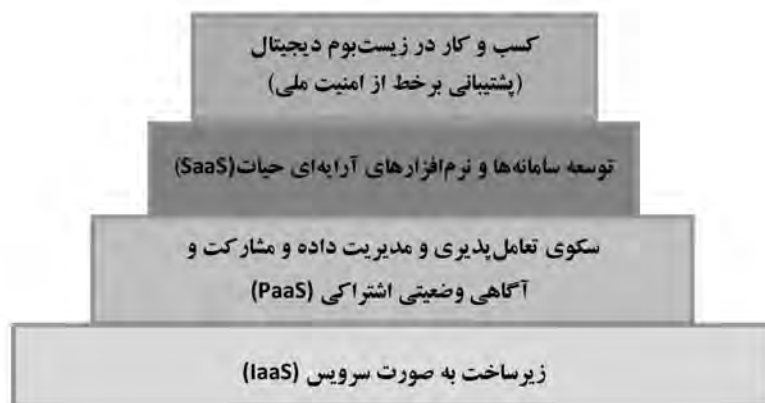 کسب و کار در زیست‌بوم دیجیتال
(پشتیبانی برخط از امنیت ملی)
توسعه سامانه‌ها و نرم‌افزارهای آرایه‌ای حیات(SaaS)
سکوی تعامل‌پذیری و مدیریت داده و مشارکت و
آگاهی وضعیتی اشتراکی (PaaS)
زیرساخت به صورت سرویس (IaaS)